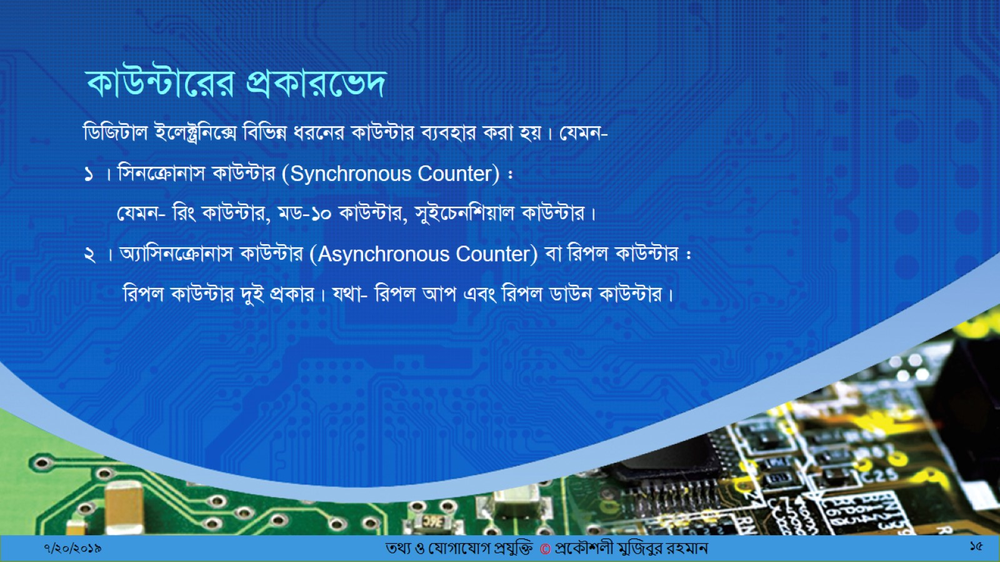 কাউন্টারের প্রকারভেদ
ডিজিটাল ইলেক্ট্রনিক্সে বিভিন্ন ধরনের কাউন্টার ব্যবহার করা হয়। যেমন-
১ । সিনক্রোনাস কাউন্টার (Synchronous Counter) :
যেমন- রিং কাউন্টার, মড-১০ কাউন্টার, সুইচেনশিয়াল কাউন্টার।
২ । অ্যাসিনক্রোনাস কাউন্টার (Asynchronous Counter) বা রিপল কাউন্টার :
রিপল কাউন্টার দুই প্রকার। যথা- রিপল আপ এবং রিপল ডাউন কাউন্টার।
C25
৭/২০/২০১৯ তথ্য ও যোগাযোগ প্রযুক্তি © প্রকৌশলী মুজিবুর রহমান ১৫